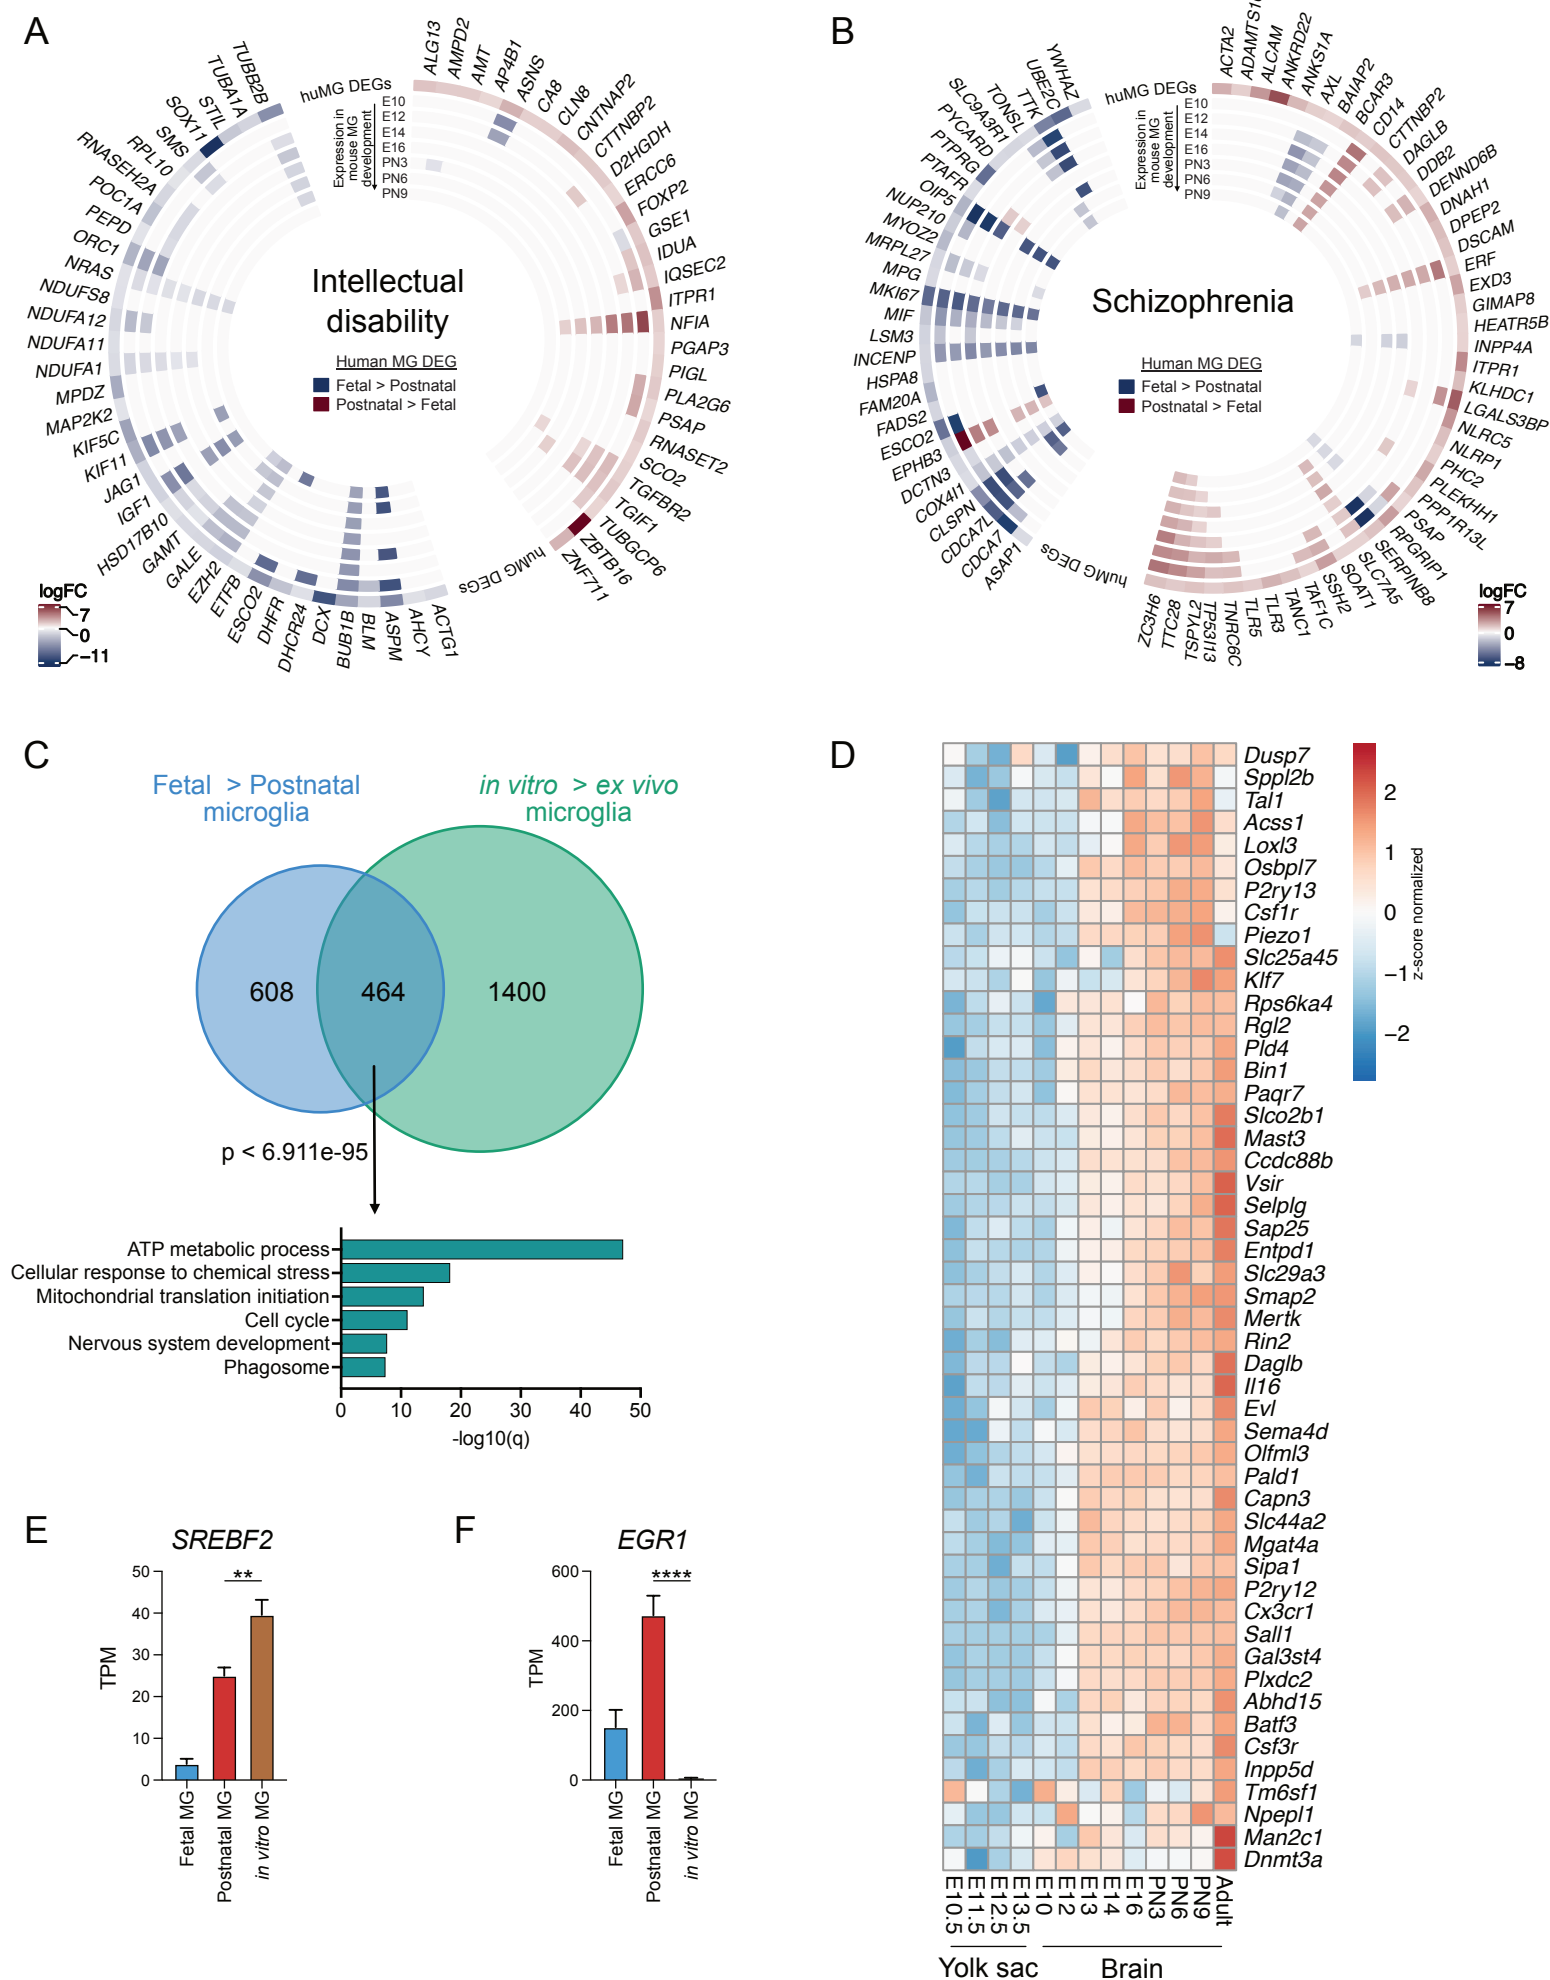 A
huMG DEGs
E10
E12
E14
E16
PN3
PN6
PN9
Expression in
mouse MG
development
ALG13
AMPD2
AMT
AP4B1
ASNS
CA8
CLN8
CNTNAP2
CTTNBP2
D2HGDH
ERCC6
FOXP2
GSE1
IDUA
IQSEC2
ITPR1
NFIA
PGAP3
PIGL
PLA2G6
PSAP
RNASET2
SCO2
TGFBR2
TGIF1
TUBGCP6
ZBTB16
ZNF711
huMG DEGs
ACTG1
AHCY
ASPM
BLM
BUB1B
DCX
DHCR24
DHFR
ESCO2
ETFB
EZH2
GALE
GAMT
HSD17B10
IGF1
JAG1
KIF11
KIF5C
MAP2K2
MPDZ
NDUFA1
NDUFA11
NDUFA12
NDUFS8
NRAS
ORC1
PEPD
POC1A
RNASEH2A
RPL10
SMS
SOX11
STIL
TUBA1A
TUBB2B
Intellectual
disability
Human MG DEG
Fetal > Postnatal
Postnatal > Fetal
logFC
7
0
−11
B
huMG DEGs
E10
E12
E14
E16
PN3
PN6
PN9
Expression in
mouse MG
development
ACTA2
ALCAM
ANKRD22
ANKS1A
AXL
BAIAP2
BCAR3
CD14
CTTNBP2
DAGLB
DDB2
DENND6B
DNAH1
DPEP2
DSCAM
ERF
EXD3
GIMAP8
HEATR5B
INPP4A
ITPR1
KLHDC1
LGALS3BP
NLRC5
NLRP1
PHC2
PLEKHH1
PPP1R13L
PSAP
RPGRIP1
SERPINB8
SLC7A5
SOAT1
SSH2
TAF1C
TANC1
TLR3
TLR5
TNRC6C
TP53I13
TSPYL2
TTC28
ZC3H6
huMG DEGs
ASAP1
CDCA7
CDCA7L
CLSPN
COX4I1
DCTN3
EPHB3
ESCO2
FADS2
FAM20A
HSPA8
INCENP
LSM3
MIF
MKI67
MPG
MRPL27
MYOZ2
NUP210
OIP5
PTAFR
PTPRG
PYCARD
SLC9A3R1
TONSL
TTK
UBE2C
YWHAZ
Schizophrenia
Human MG DEG
Fetal > Postnatal
Postnatal > Fetal
logFC
7
0
−8
C
Fetal > Postnatal
microglia
in vitro > ex vivo
microglia
608
464
1400
p < 6.911e-95
ATP metabolic process
Cellular response to chemical stress
Mitochondrial translation initiation
Cell cycle
Nervous system development
Phagosome
0 10 20 30 40 50
-log10(q)
D
Dusp7
Sppl2b
Tal1
Acss1
Loxl3
Osbpl7
P2ry13
Csf1r
Piezo1
Slc25a45
Klf7
Rps6ka4
Rgl2
Pld4
Bin1
Paqr7
Slco2b1
Mast3
Ccdc88b
Vsir
Selplg
Sap25
Entpd1
Slc29a3
Smap2
Mertk
Rin2
Daglb
Il16
Evl
Sema4d
Olfml3
Pald1
Capn3
Slc44a2
Mgat4a
Sipa1
P2ry12
Cx3cr1
Sall1
Gal3st4
Plxdc2
Abhd15
Batf3
Csf3r
Inpp5d
Tm6sf1
Npepl1
Man2c1
Dnmt3a
2
1
0
−1
−2
z-score normalized
E10.5
E11.5
E12.5
E13.5
E10
E12
E13
E14
E16
PN3
PN6
PN9
Adult
Yolk sac
Brain
E
SREBF2
**
TPM
50
40
30
20
10
0
Fetal MG
Postnatal MG
in vitro MG
F
EGR1
****
TPM
600
400
200
0
Fetal MG
Postnatal MG
in vitro MG